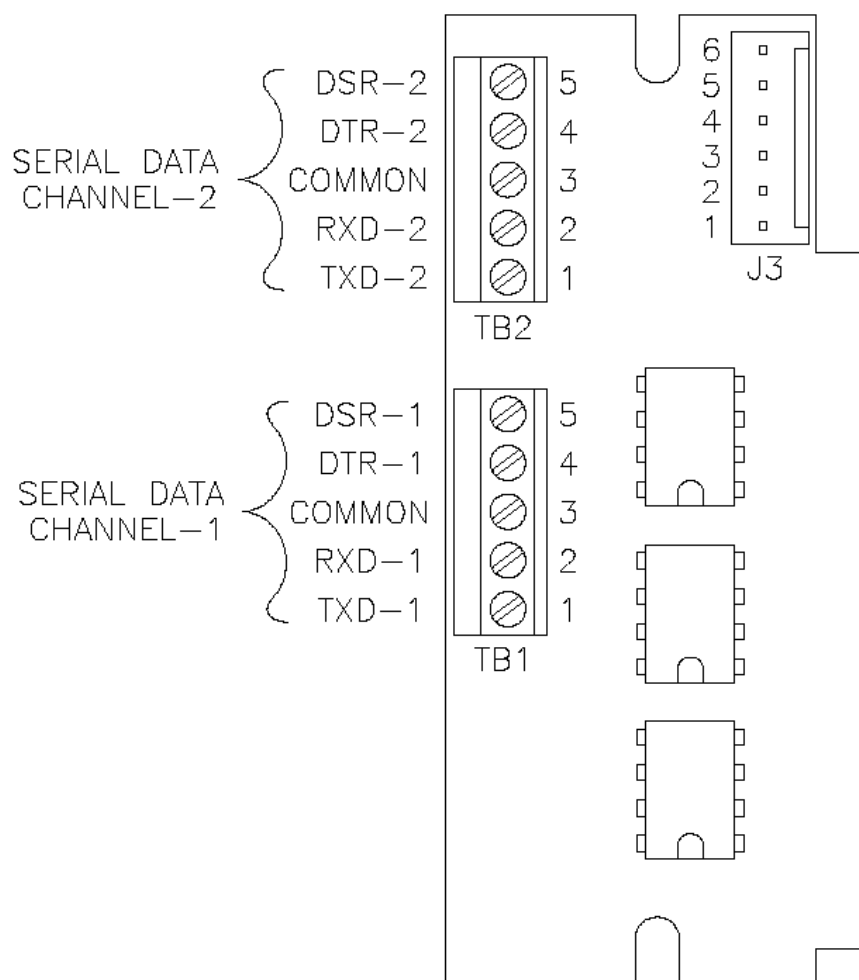 DSR-2 5
DTR-2 4
SERIAL DATA
CHANNEL-2
COMMON 3
RXD-2 2
TXD-2 1
TB2
6
5
4
3
2
1
J3
DSR-1 5
DTR-1 4
SERIAL DATA
CHANNEL-1
COMMON 3
RXD-1 2
TXD-1 1
TB1